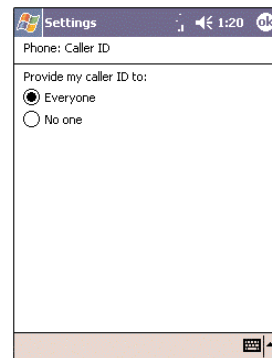 Settings 1:20 ok
Phone: Caller ID
Provide my caller ID to:
Everyone
No one